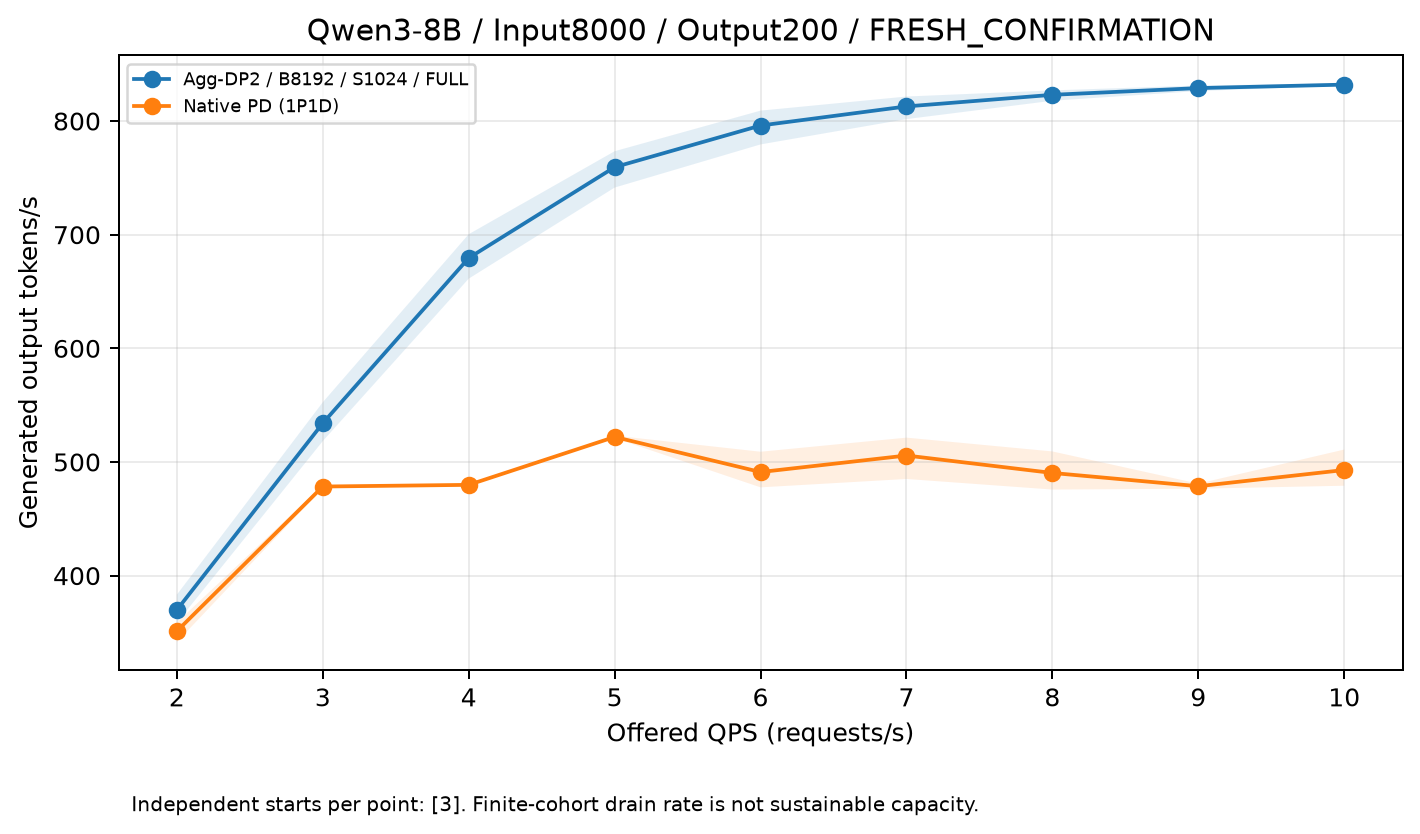 Qwen3-8B / Input8000 / Output200 / FRESH_CONFIRMATION
Agg-DP2 / B8192 / S1024 / FULL
Native PD (1P1D)
Generated output tokens/s
800
700
600
500
400
2 3 4 5 6 7 8 9 10
Offered QPS (requests/s)
Independent starts per point: [3]. Finite-cohort drain rate is not sustainable capacity.